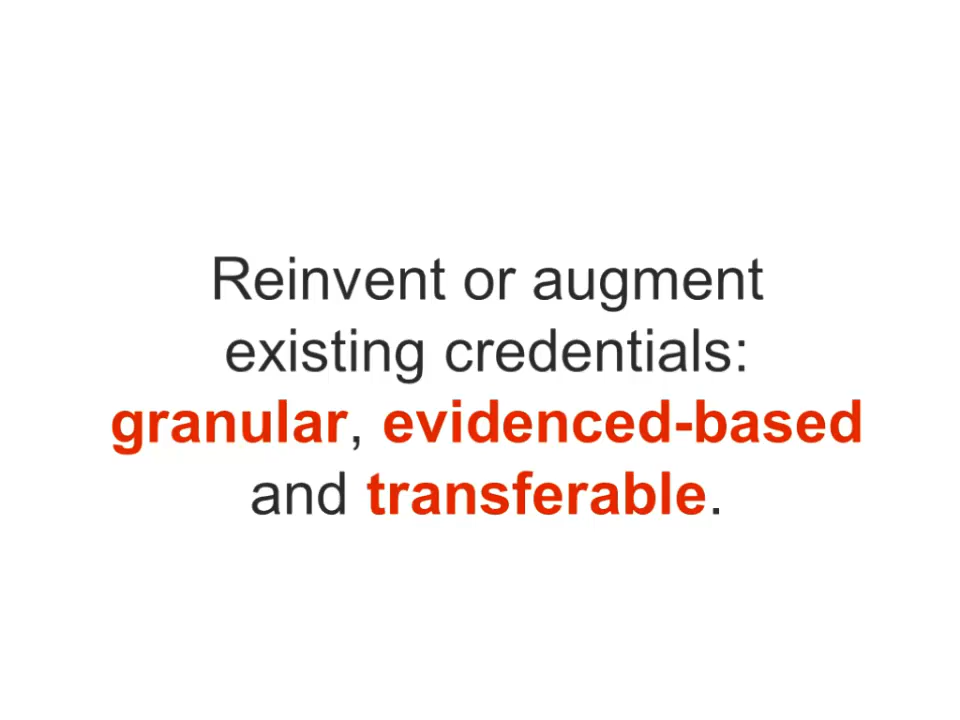 Reinvent or augment
existing credentials:
granular, evidenced-based
and transferable.